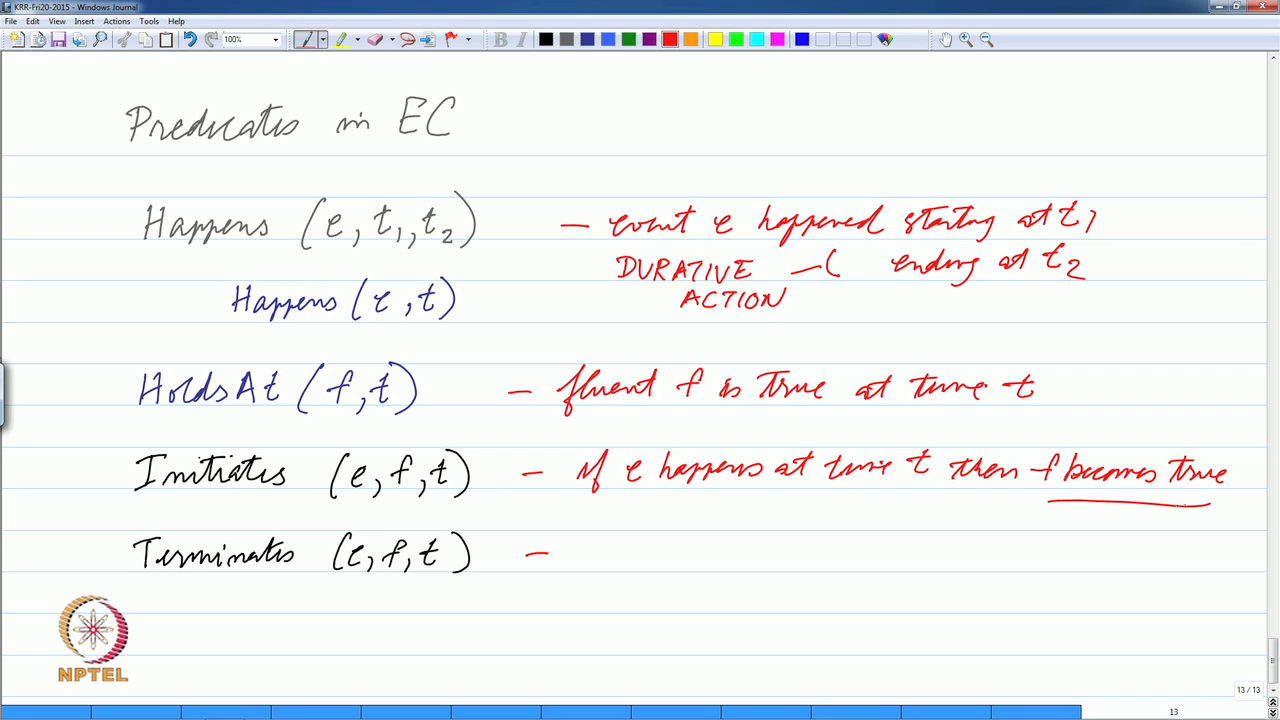 KRR-Fri20-2015 - Windows Journal
File Edit View Insert Actions Tools Help
100% B I
Predicates in EC
Happens (e, t1, t2) — event e happened starting at t1
DURATIVE —( ending at t2
ACTION
Happens (e, t)
HoldsAt (f, t) — fluent f is true at time t
Initiates (e, f, t) — if e happens at time t then f becomes true
Terminates (e, f, t) —
NPTEL
13 / 13
13